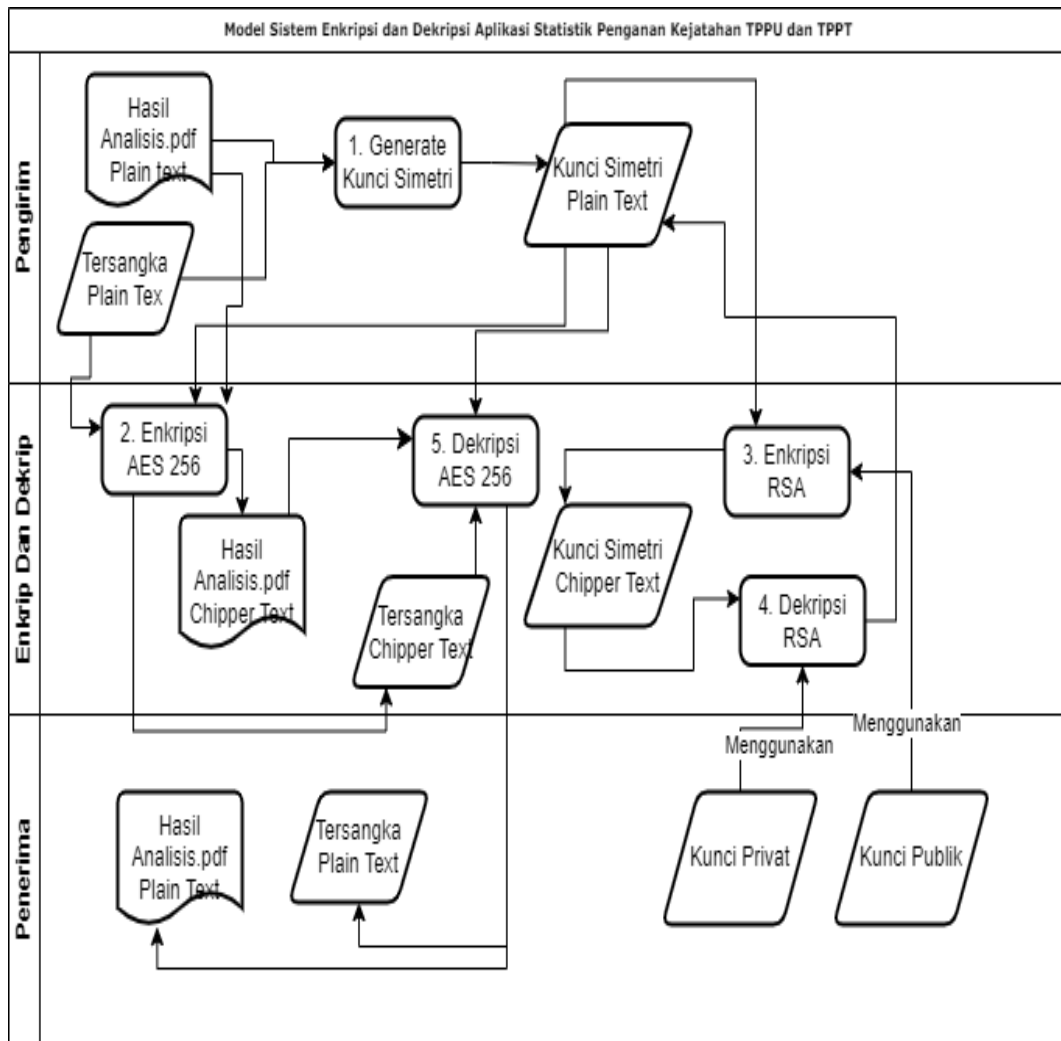 Model Sistem Enkripsi dan Dekripsi Aplikasi Statistik Penganan Kejatahan TPPU dan TPPT
Pengirim
Hasil
Analisis.pdf
Plain text
1. Generate
Kunci Simetri
Kunci Simetri
Plain Text
Tersangka
Plain Tex
Enkrip Dan Dekrip
2. Enkripsi
AES 256
5. Dekripsi
AES 256
3. Enkripsi
RSA
Hasil
Analisis.pdf
Chipper Text
Tersangka
Chipper Text
Kunci Simetri
Chipper Text
4. Dekripsi
RSA
Menggunakan
Menggunakan
Penerima
Hasil
Analisis.pdf
Plain Text
Tersangka
Plain Text
Kunci Privat
Kunci Publik